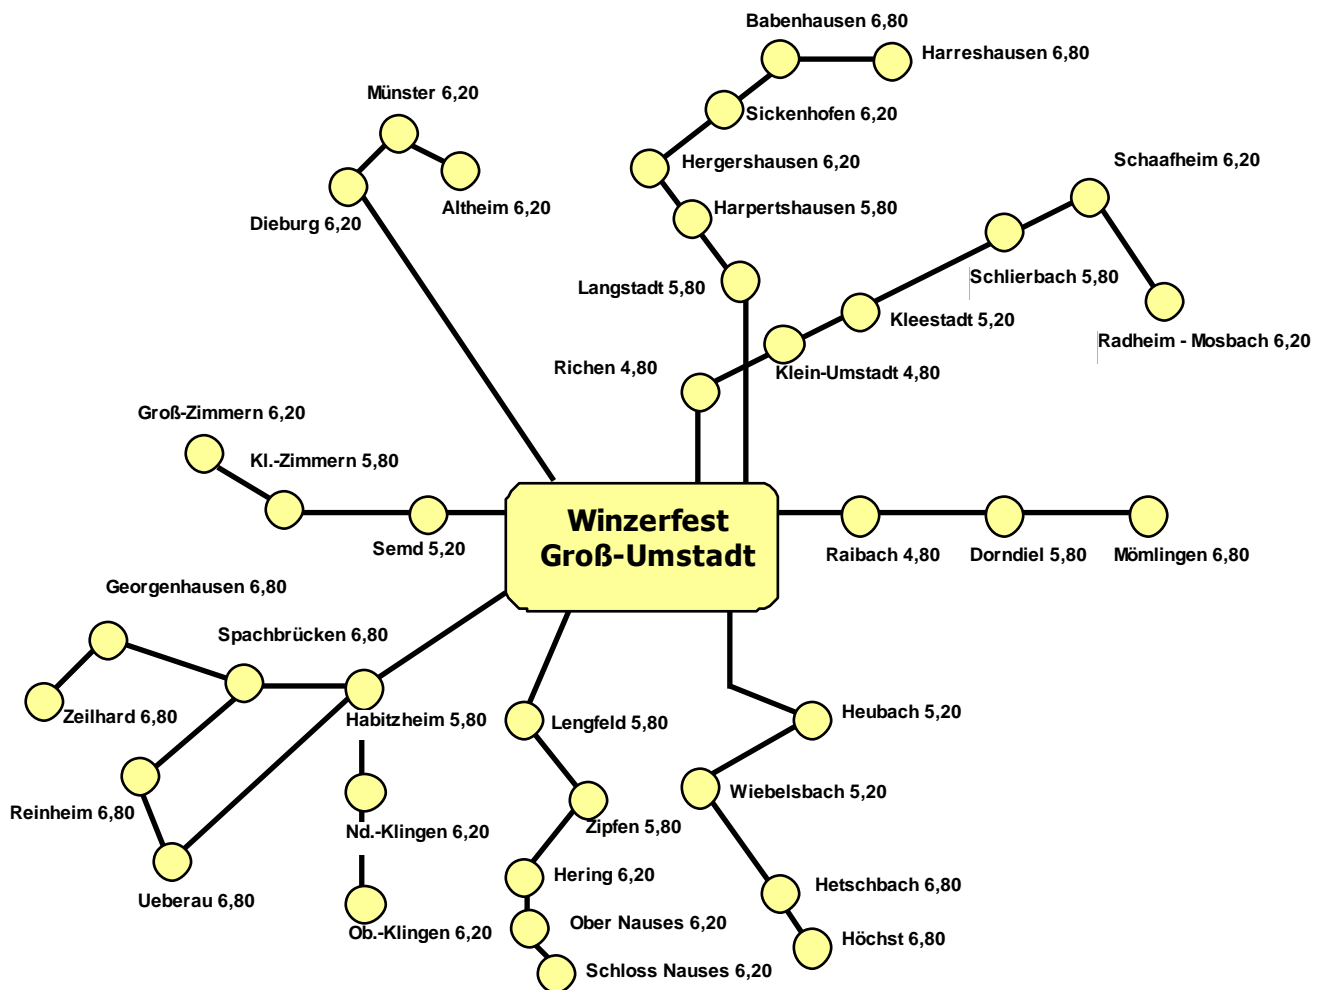 Babenhausen 6,80
Harreshausen 6,80
Münster 6,20
Sickenhofen 6,20
Hergershausen 6,20
Schaafheim 6,20
Altheim 6,20
Harpertshausen 5,80
Dieburg 6,20
Schlierbach 5,80
Langstadt 5,80
Kleestadt 5,20
Radheim - Mosbach 6,20
Richen 4,80
Klein-Umstadt 4,80
Groß-Zimmern 6,20
Kl.-Zimmern 5,80
Winzerfest
Groß-Umstadt
Semd 5,20
Raibach 4,80
Dorndiel 5,80
Mömlingen 6,80
Georgenhausen 6,80
Spachbrücken 6,80
Zeilhard 6,80
Habitzheim 5,80
Lengfeld 5,80
Heubach 5,20
Wiebelsbach 5,20
Reinheim 6,80
Nd.-Klingen 6,20
Zipfen 5,80
Ueberau 6,80
Hering 6,20
Hetschbach 6,80
Ob.-Klingen 6,20
Ober Nauses 6,20
Höchst 6,80
Schloss Nauses 6,20